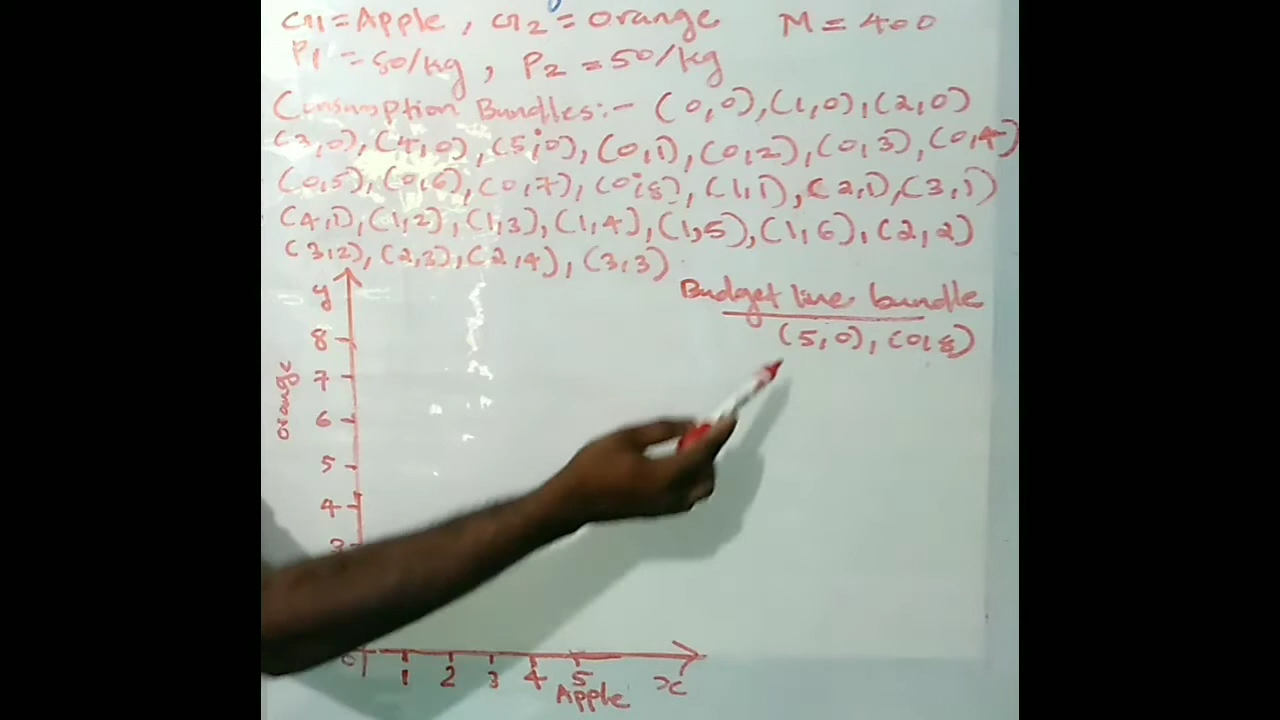 G1 = Apple, G2 = orange M = 400
P1 = 80/kg, P2 = 50/kg
Consumption Bundles:- (0,0), (1,0), (2,0)
(3,0), (4,0), (5,0), (0,1), (0,2), (0,3), (0,4)
(0,5), (0,6), (0,7), (0,8), (1,1), (2,1), (3,1)
(4,1), (1,2), (1,3), (1,4), (1,5), (1,6), (2,2)
(3,2), (2,3), (2,4), (3,3).
Budget line bundle
(5,0), (0,8)
y
8
7
6
5
4
3
orange
0 1 2 3 4 5 x
Apple